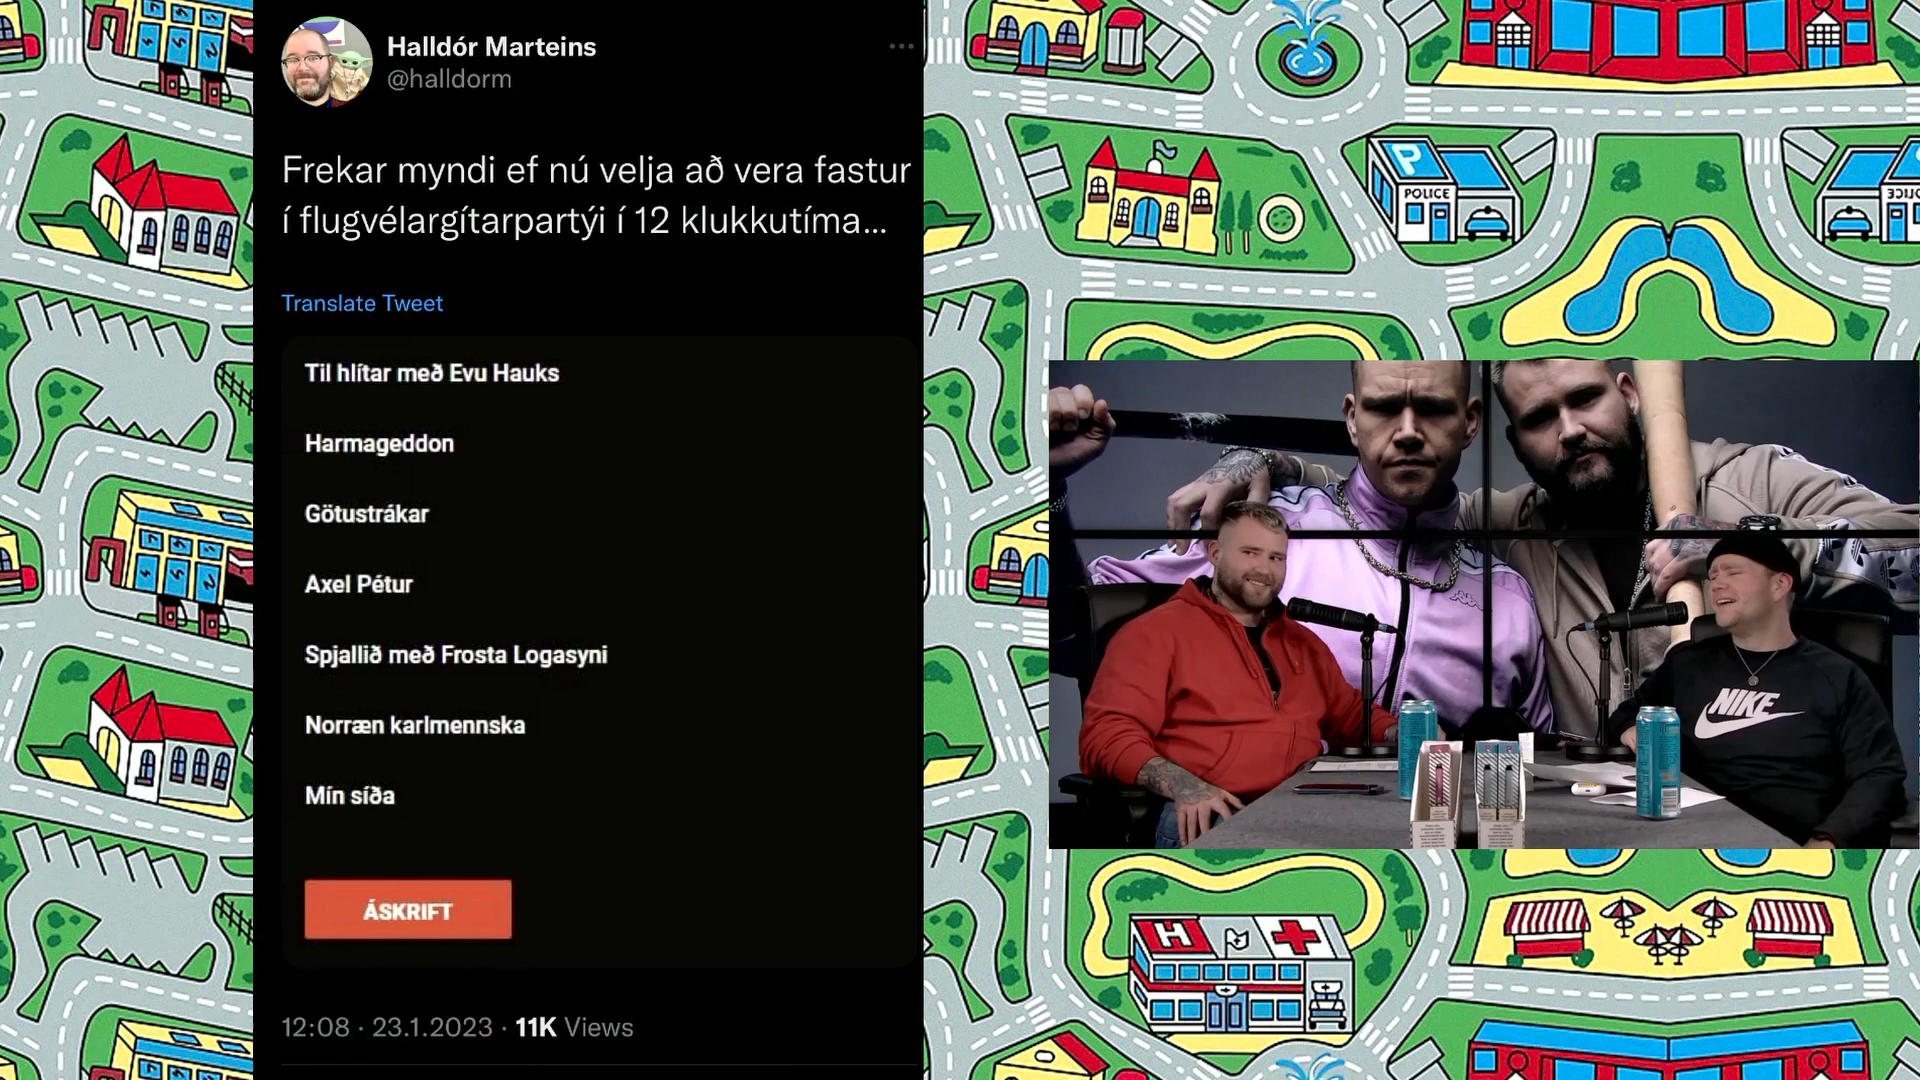 Halldór Marteins
@halldorm
Frekar myndi ef nú velja að vera fastur
í flugvélargítarpartýi í 12 klukkutíma...
Translate Tweet
Til hlítar með Evu Hauks
Harmageddon
Götustrákar
Axel Pétur
Spjallið með Frosta Logasyni
Norræn karlmennska
Mín síða
ÁSKRIFT
12:08 · 23.1.2023 · 11K Views
P
POLICE
POLICE
NIKE
H